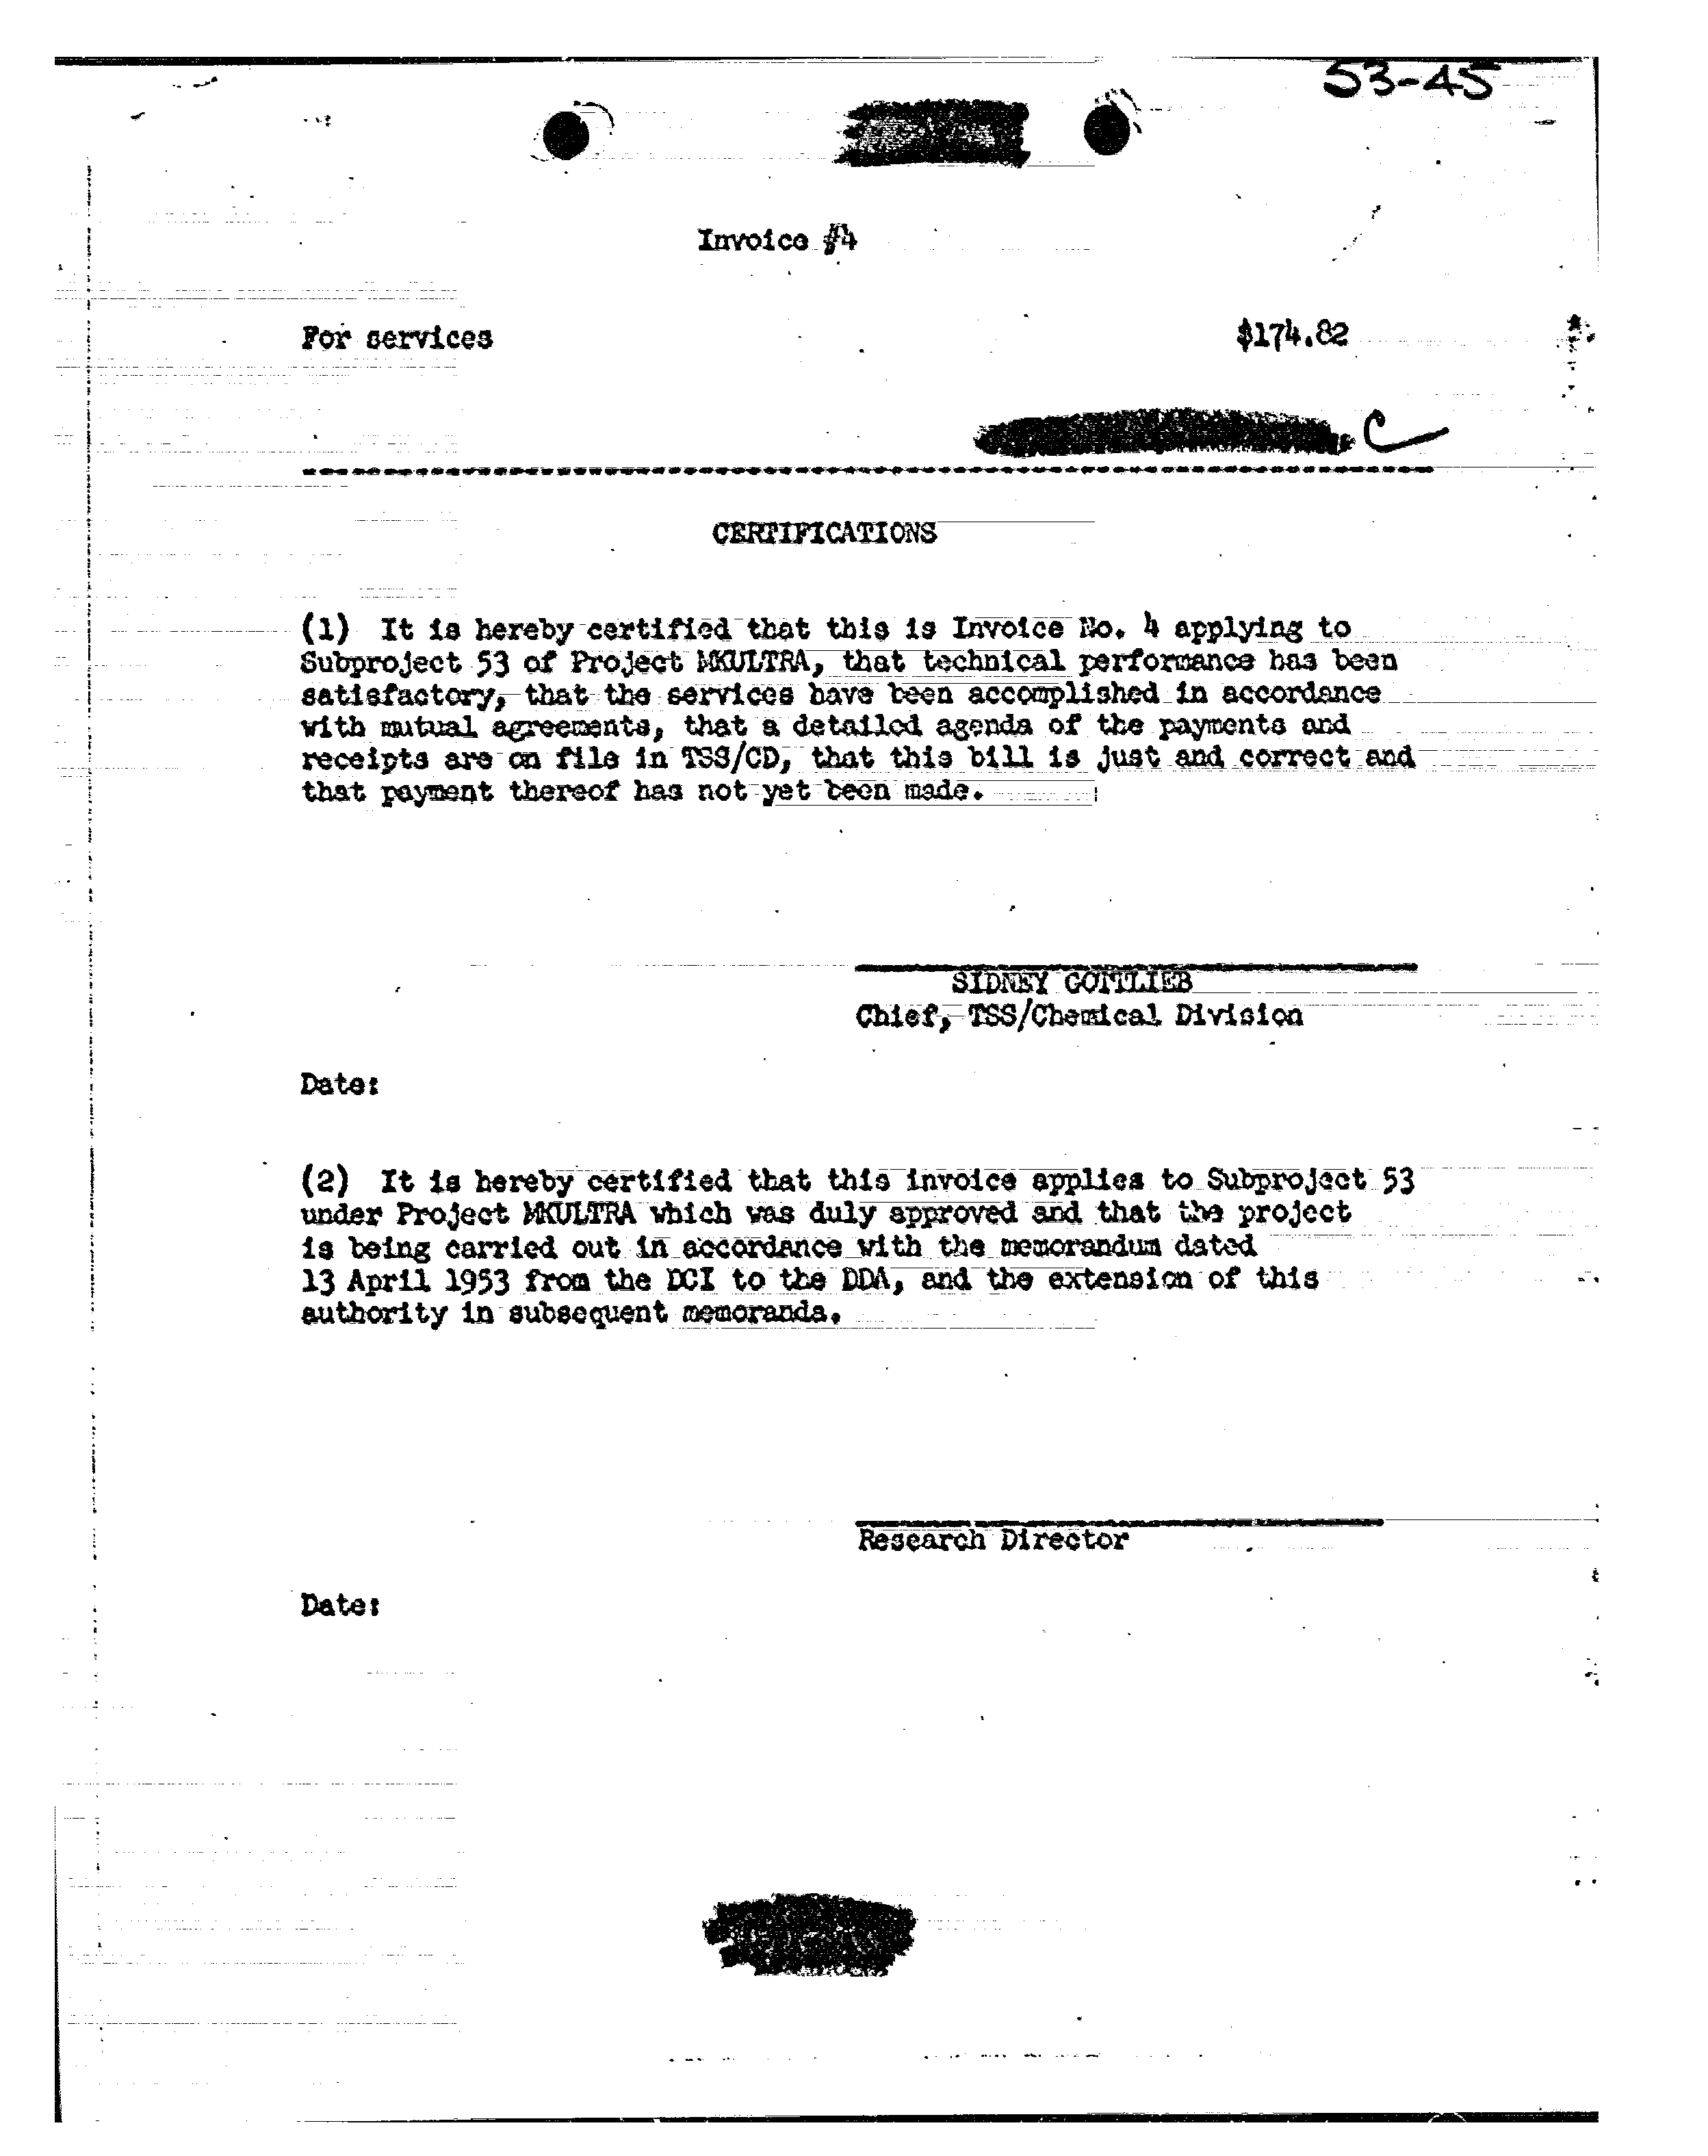 53-45
Invoice #4
For services $174.82
C
CERTIFICATIONS
(1) It is hereby certified that this is Invoice No. 4 applying to
Subproject 53 of Project MKULTRA, that technical performance has been
satisfactory, that the services have been accomplished in accordance
with mutual agreements, that a detailed agenda of the payments and
receipts are on file in TSS/CD, that this bill is just and correct and
that payment thereof has not yet been made.
SIDNEY GOTTLIEB
Chief, TSS/Chemical Division
Date:
(2) It is hereby certified that this invoice applies to Subproject 53
under Project MKULTRA which was duly approved and that the project
is being carried out in accordance with the memorandum dated
13 April 1953 from the DCI to the DDA, and the extension of this
authority in subsequent memoranda.
Research Director
Date: